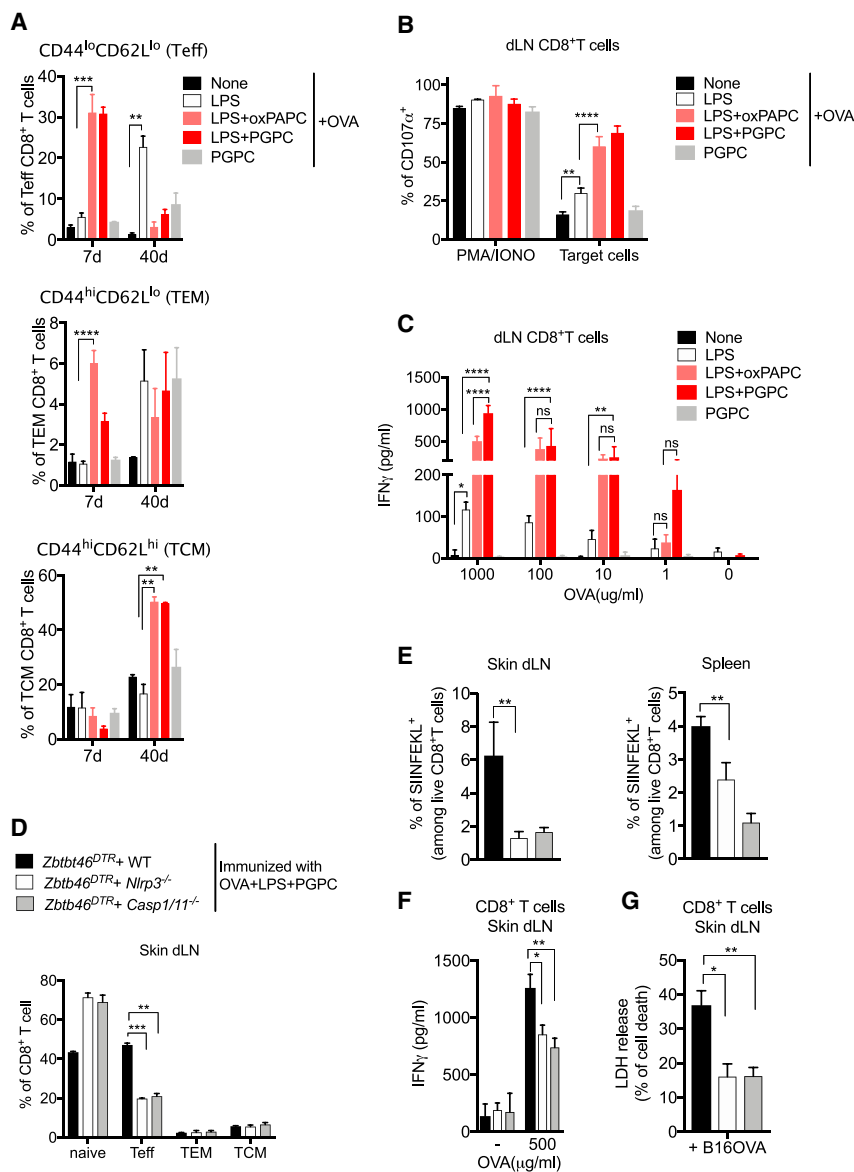 A
CD44loCD62Llo (Teff)
% of Teff CD8+ T cells
40
30
20
10
0
***
**
7d
40d
None
LPS
LPS+oxPAPC
LPS+PGPC
PGPC
+OVA
CD44hiCD62Llo (TEM)
% of TEM CD8+ T cells
8
6
4
2
0
****
7d
40d
CD44hiCD62Lhi (TCM)
% of TCM CD8+ T cells
60
40
20
0
**
**
7d
40d
B
dLN CD8+T cells
% of CD107α+
100
75
50
25
0
****
**
PMA/IONO
Target cells
None
LPS
LPS+oxPAPC
LPS+PGPC
PGPC
+OVA
C
dLN CD8+T cells
None
LPS
LPS+oxPAPC
LPS+PGPC
PGPC
IFNγ (pg/ml)
1500
1000
500
200
100
0
****
****
*
****
ns
**
ns
ns
ns
1000
100
10
1
0
OVA(ug/ml)
D
Zbtbt46DTR+ WT
Zbtb46DTR+ Nlrp3-/-
Zbtb46DTR+ Casp1/11-/-
Immunized with
OVA+LPS+PGPC
Skin dLN
% of CD8+ T cell
80
60
40
20
0
**
***
naive
Teff
TEM
TCM
E
Skin dLN
% of SIINFEKL+
(among live CD8+T cells)
10
8
6
4
2
0
**
Spleen
% of SIINFEKL+
(among live CD8+T cells)
5
4
3
2
1
0
**
F
CD8+ T cells
Skin dLN
IFNγ (pg/ml)
1500
1000
500
0
**
*
-
500
OVA(μg/ml)
G
CD8+ T cells
Skin dLN
LDH release
(% of cell death)
50
40
30
20
10
0
**
*
+ B16OVA